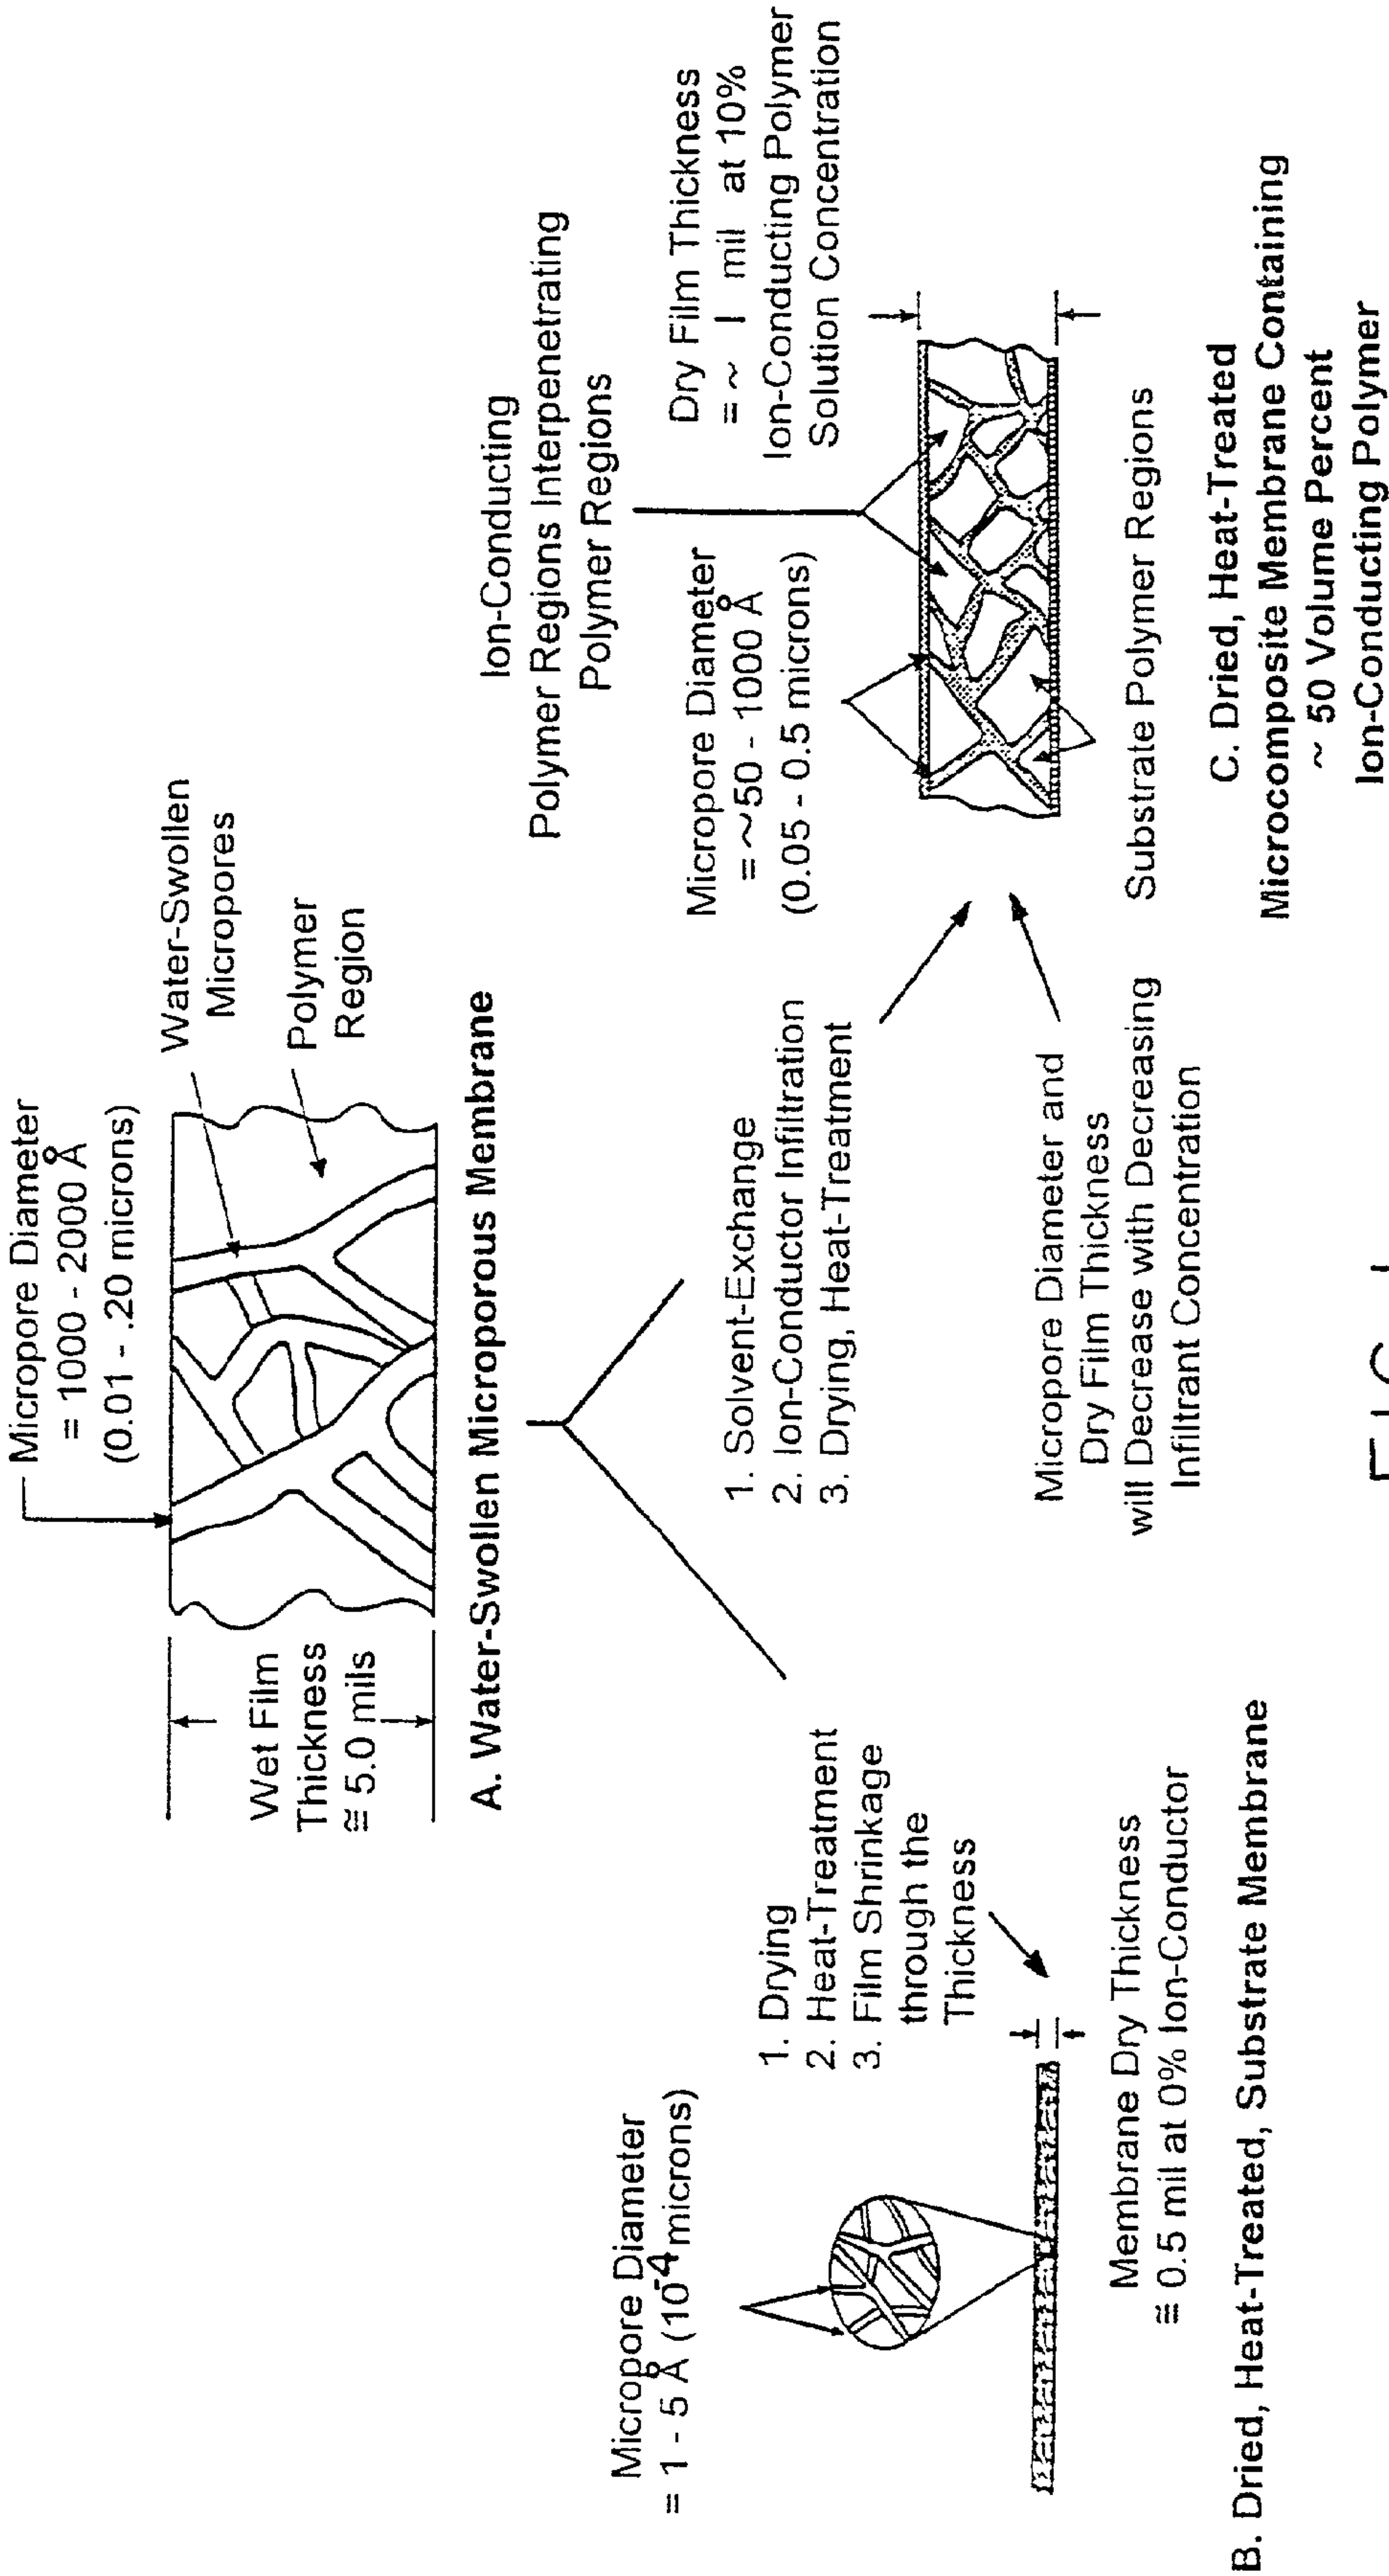 Micropore Diameter
= 1000 - 2000 Å
(0.01 - .20 microns)
Water-Swollen
Micropores
Polymer
Region
Wet Film
Thickness
≅ 5.0 mils
A. Water-Swollen Microporous Membrane
Micropore Diameter
= 1 - 5 Å (10⁻⁴ microns)
1. Drying
2. Heat-Treatment
3. Film Shrinkage
through the
Thickness
Membrane Dry Thickness
≅ 0.5 mil at 0% Ion-Conductor
B. Dried, Heat-Treated, Substrate Membrane
1. Solvent-Exchange
2. Ion-Conductor Infiltration
3. Drying, Heat-Treatment
Micropore Diameter and
Dry Film Thickness
will Decrease with Decreasing
Infiltrant Concentration
Ion-Conducting
Polymer Regions Interpenetrating
Polymer Regions
Micropore Diameter
= ~50 - 1000 Å
(0.05 - 0.5 microns)
Dry Film Thickness
= ~ 1 mil at 10%
Ion-Conducting Polymer
Solution Concentration
Substrate Polymer Regions
C. Dried, Heat-Treated
Microcomposite Membrane Containing
~ 50 Volume Percent
Ion-Conducting Polymer